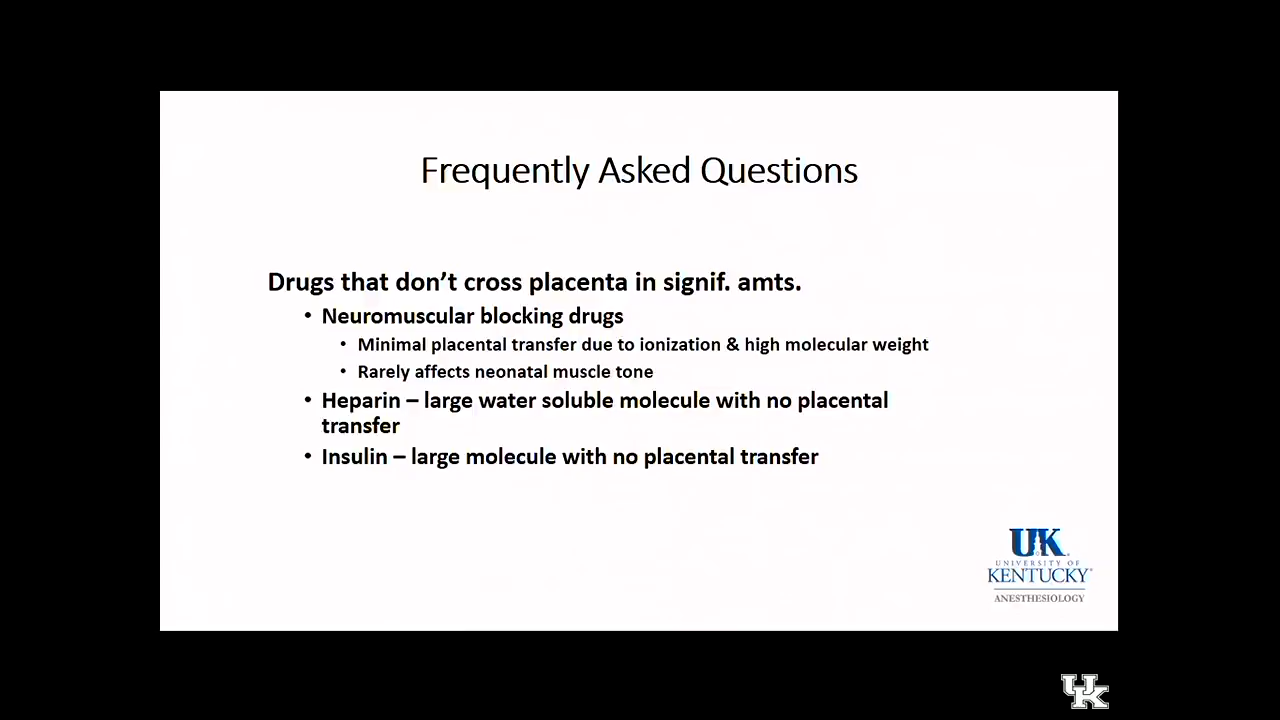 Frequently Asked Questions
Drugs that don't cross placenta in signif. amts.
• Neuromuscular blocking drugs
• Minimal placental transfer due to ionization & high molecular weight
• Rarely affects neonatal muscle tone
• Heparin – large water soluble molecule with no placental
transfer
• Insulin – large molecule with no placental transfer
UK
UNIVERSITY OF
KENTUCKY®
ANESTHESIOLOGY
UK